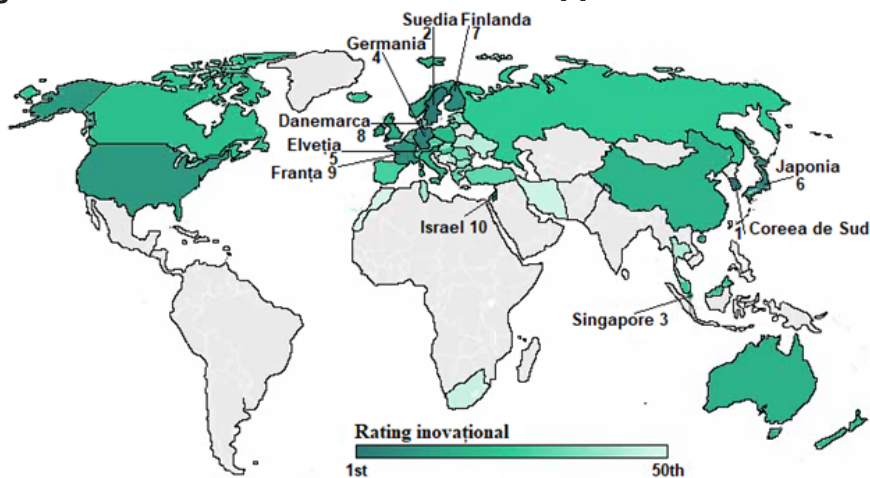 Suedia Finlanda
2 7
Germania
4
Danemarca
8
Elveția
5
Franța 9
Japonia
6
Israel 10
1 Coreea de Sud
Singapore 3
Rating inovațional
1st 50th